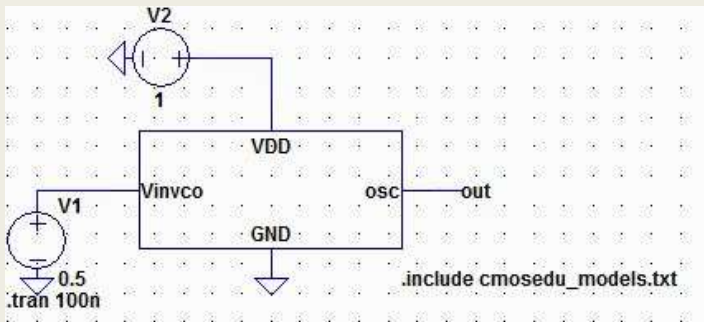 V2
1
VDD
Vinvco
osc
out
V1
GND
0.5
.include cmosedu_models.txt
.tran 100n